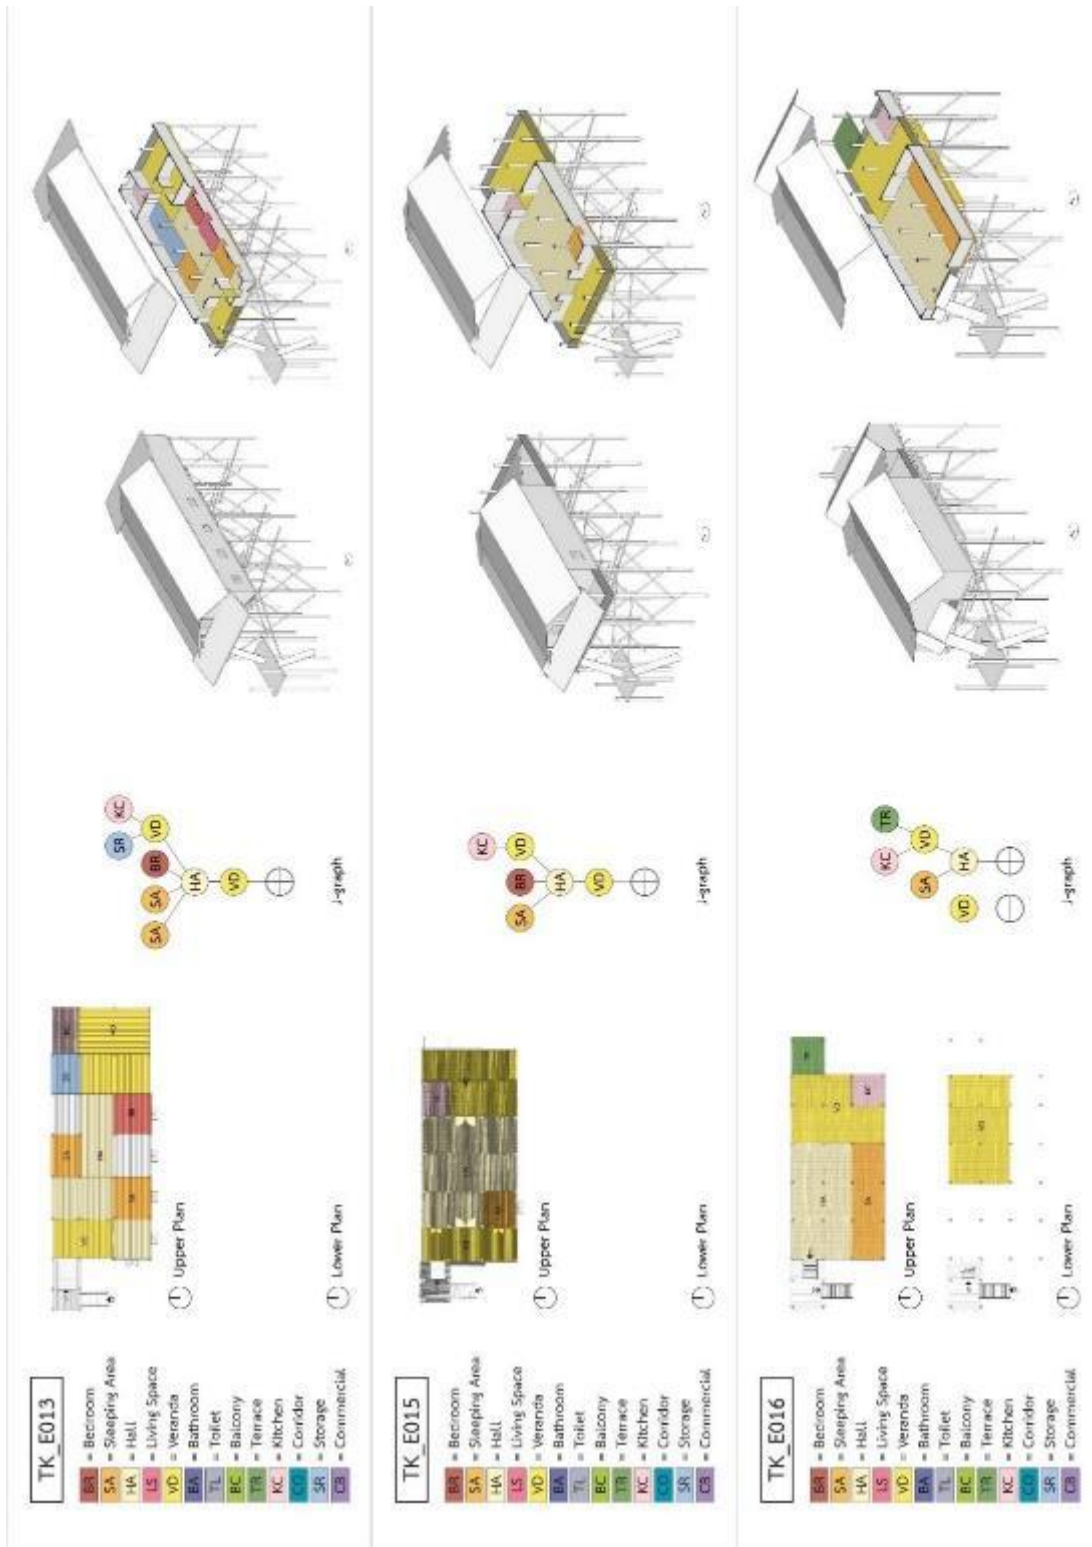 TK_E013
BR = Bedroom
SA = Sleeping Area
HA = Hall
LS = Living Space
VD = Veranda
BA = Bathroom
TL = Toilet
BC = Balcony
TR = Terrace
KC = Kitchen
CO = Corridor
SR = Storage
CB = Commercial
Upper Plan
Lower Plan
SA
SA
BR
SR
KC
VD
HA
VD
J-graph
TK_E015
BR = Bedroom
SA = Sleeping Area
HA = Hall
LS = Living Space
VD = Veranda
BA = Bathroom
TL = Toilet
BC = Balcony
TR = Terrace
KC = Kitchen
CO = Corridor
SR = Storage
CB = Commercial
Upper Plan
Lower Plan
KC
SA
BR
VD
HA
VD
J-graph
TK_E016
BR = Bedroom
SA = Sleeping Area
HA = Hall
LS = Living Space
VD = Veranda
BA = Bathroom
TL = Toilet
BC = Balcony
TR = Terrace
KC = Kitchen
CO = Corridor
SR = Storage
CB = Commercial
Upper Plan
Lower Plan
KC
TR
SA
VD
VD
HA
J-graph